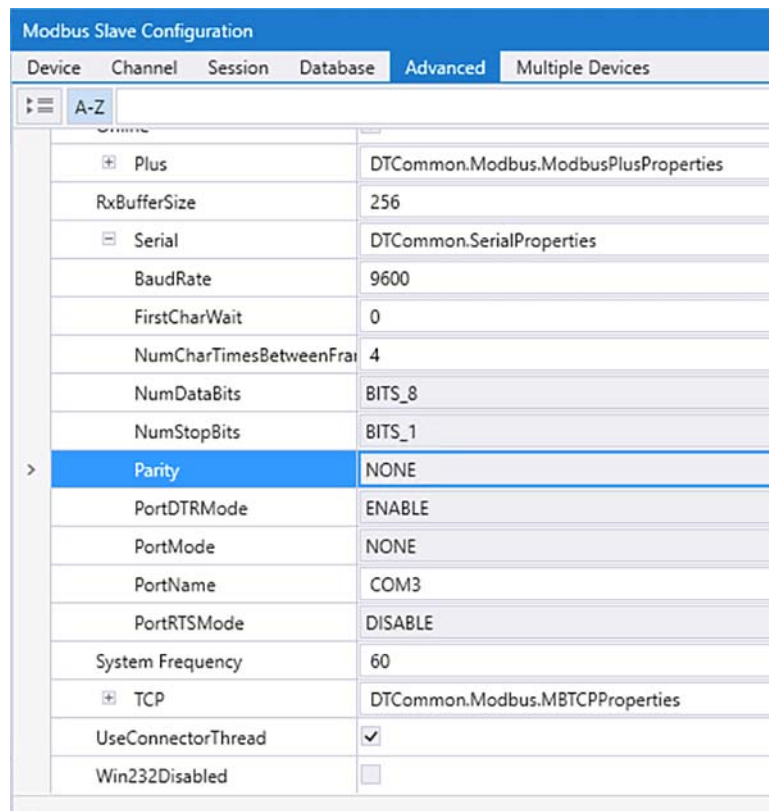 Modbus Slave Configuration
Device Channel Session Database Advanced Multiple Devices
A-Z
Online
Plus DTCommon.Modbus.ModbusPlusProperties
RxBufferSize 256
Serial DTCommon.SerialProperties
BaudRate 9600
FirstCharWait 0
NumCharTimesBetweenFra 4
NumDataBits BITS_8
NumStopBits BITS_1
Parity NONE
PortDTRMode ENABLE
PortMode NONE
PortName COM3
PortRTSMode DISABLE
System Frequency 60
TCP DTCommon.Modbus.MBTCPProperties
UseConnectorThread
Win232Disabled